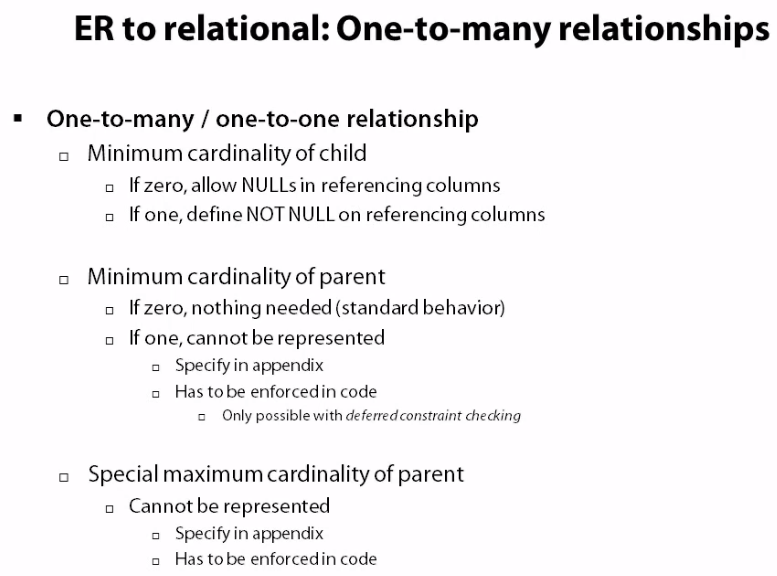 ER to relational: One-to-many relationships
One-to-many / one-to-one relationship
Minimum cardinality of child
If zero, allow NULLs in referencing columns
If one, define NOT NULL on referencing columns
Minimum cardinality of parent
If zero, nothing needed (standard behavior)
If one, cannot be represented
Specify in appendix
Has to be enforced in code
Only possible with deferred constraint checking
Special maximum cardinality of parent
Cannot be represented
Specify in appendix
Has to be enforced in code